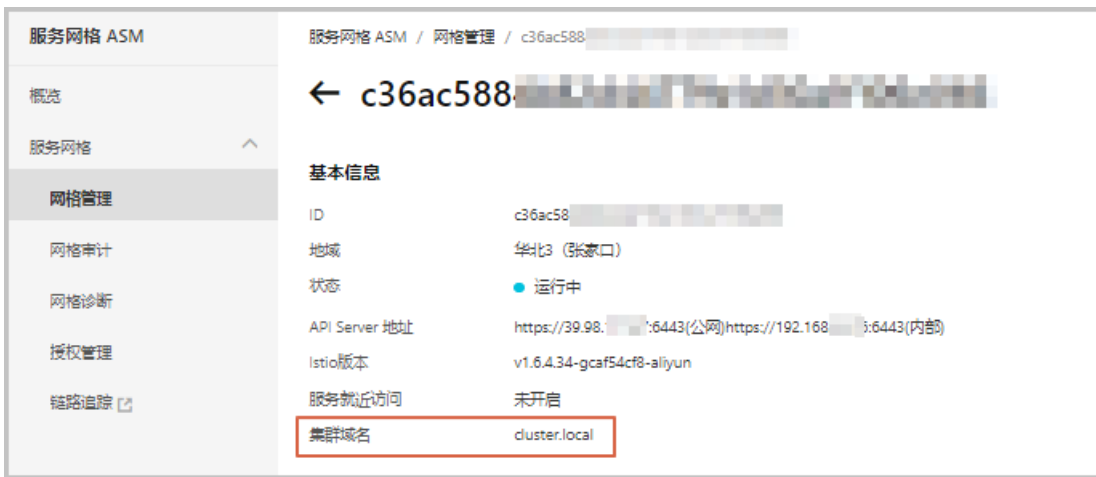 服务网格 ASM
服务网格 ASM / 网格管理 / c36ac588
概览
← c36ac588
服务网格
基本信息
网格管理
ID c36ac58
网格审计
地域 华北3（张家口）
状态 运行中
网格诊断
API Server 地址 https://39.98. :6443(公网)https://192.168 :6443(内部)
授权管理
Istio版本 v1.6.4.34-gcaf54cf8-aliyun
链路追踪
服务就近访问 未开启
集群域名 cluster.local